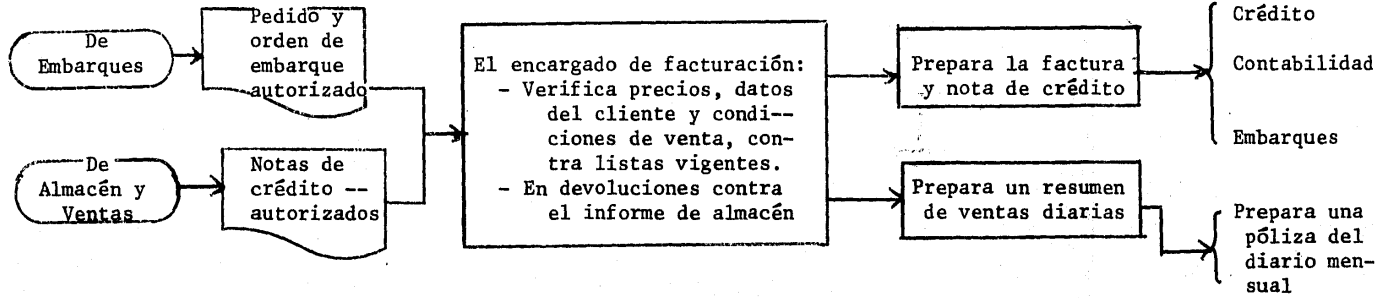 De
Embarques
Pedido y
orden de
embarque
autorizado
De
Almacén y
Ventas
Notas de
crédito --
autorizados
El encargado de facturación:
- Verifica precios, datos
del cliente y condi--
ciones de venta, con-
tra listas vigentes.
- En devoluciones contra
el informe de almacén
Prepara la factura
y nota de crédito
Prepara un resumen
de ventas diarias
Crédito
Contabilidad
Embarques
Prepara una
póliza del
diario men-
sual